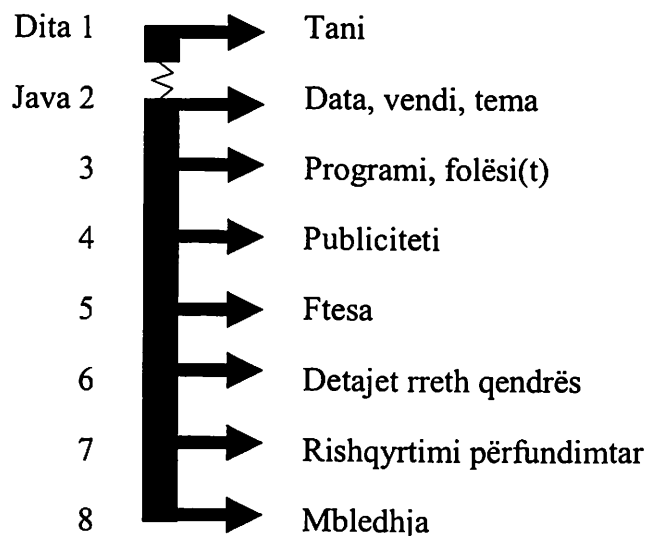 Dita 1 Tani
Java 2 Data, vendi, tema
3 Programi, folësi(t)
4 Publiciteti
5 Ftesa
6 Detajet rreth qendrës
7 Rishqyrtimi përfundimtar
8 Mbledhja